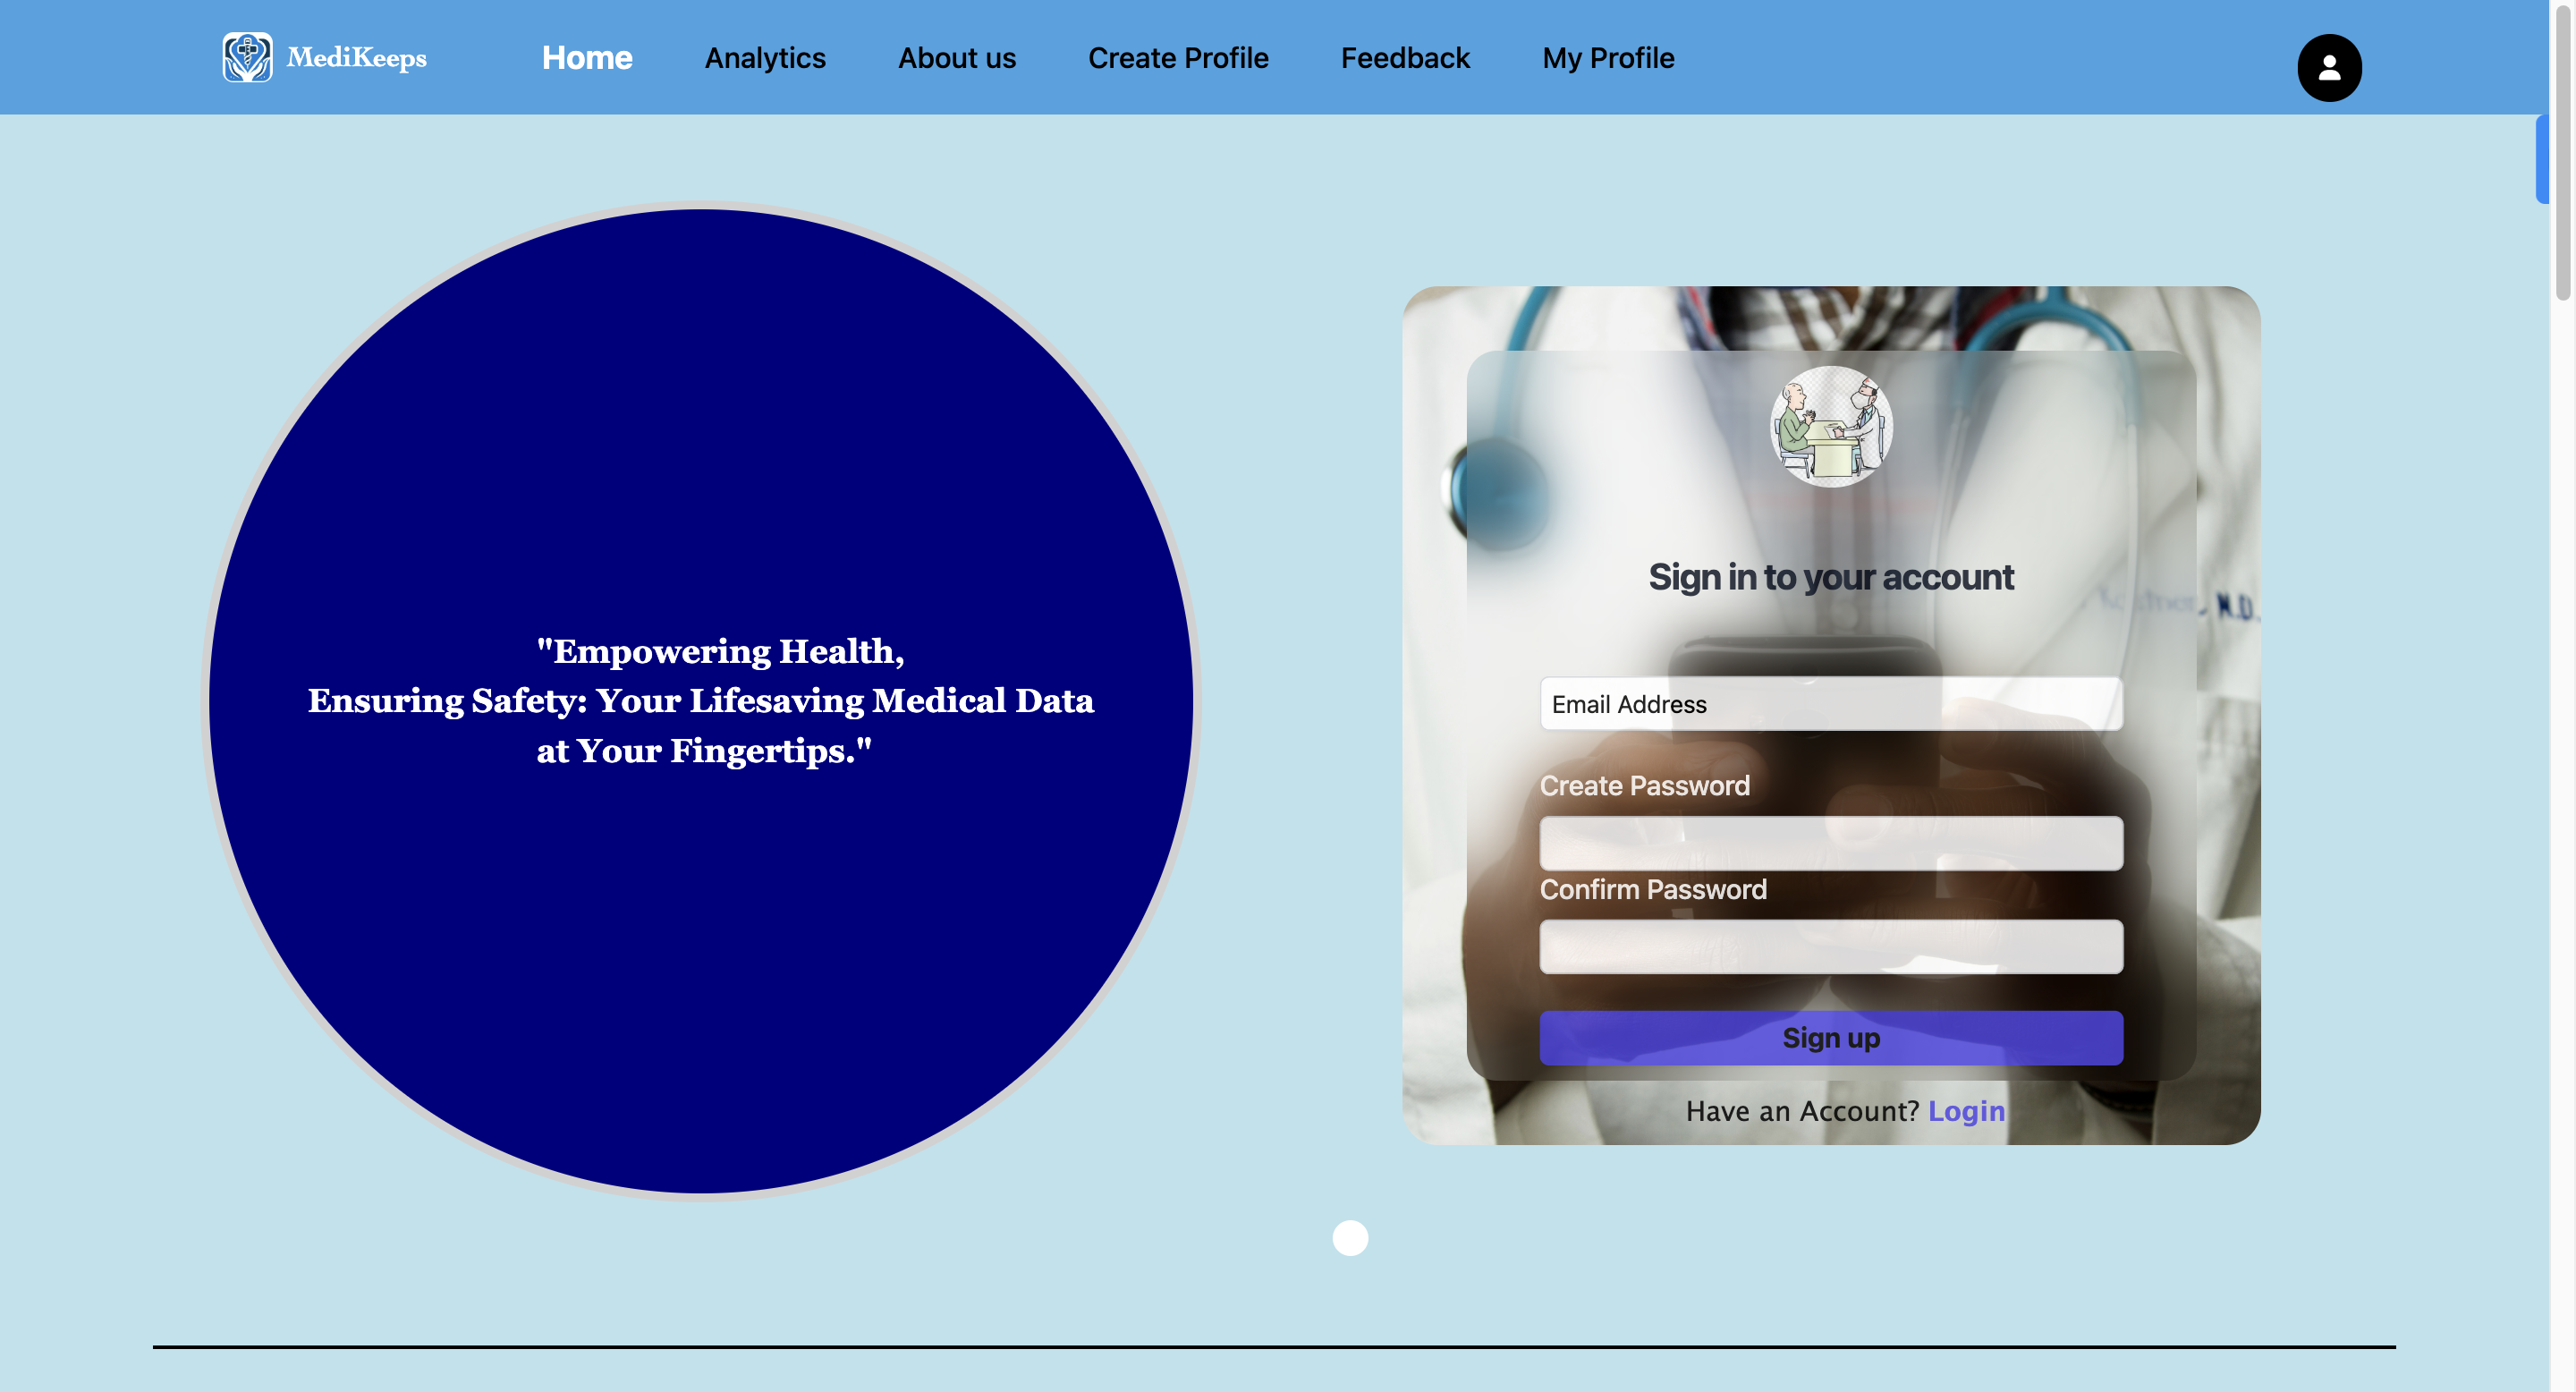 MediKeeps
Home
Analytics
About us
Create Profile
Feedback
My Profile
"Empowering Health,
Ensuring Safety: Your Lifesaving Medical Data
at Your Fingertips."
Sign in to your account
M.D.
Email Address
Create Password
Confirm Password
Sign up
Have an Account? Login